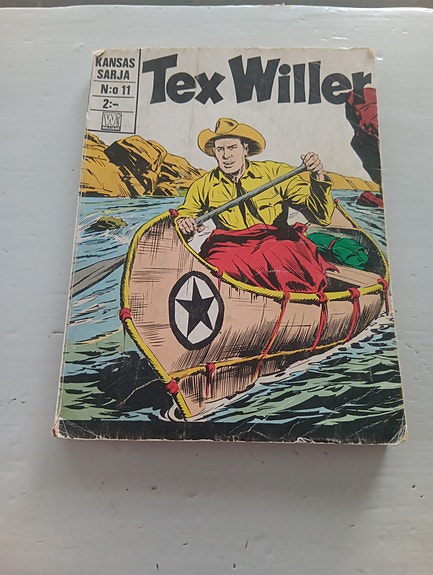 KANSAS
SARJA
N:o 11
2:-
Tex Willer